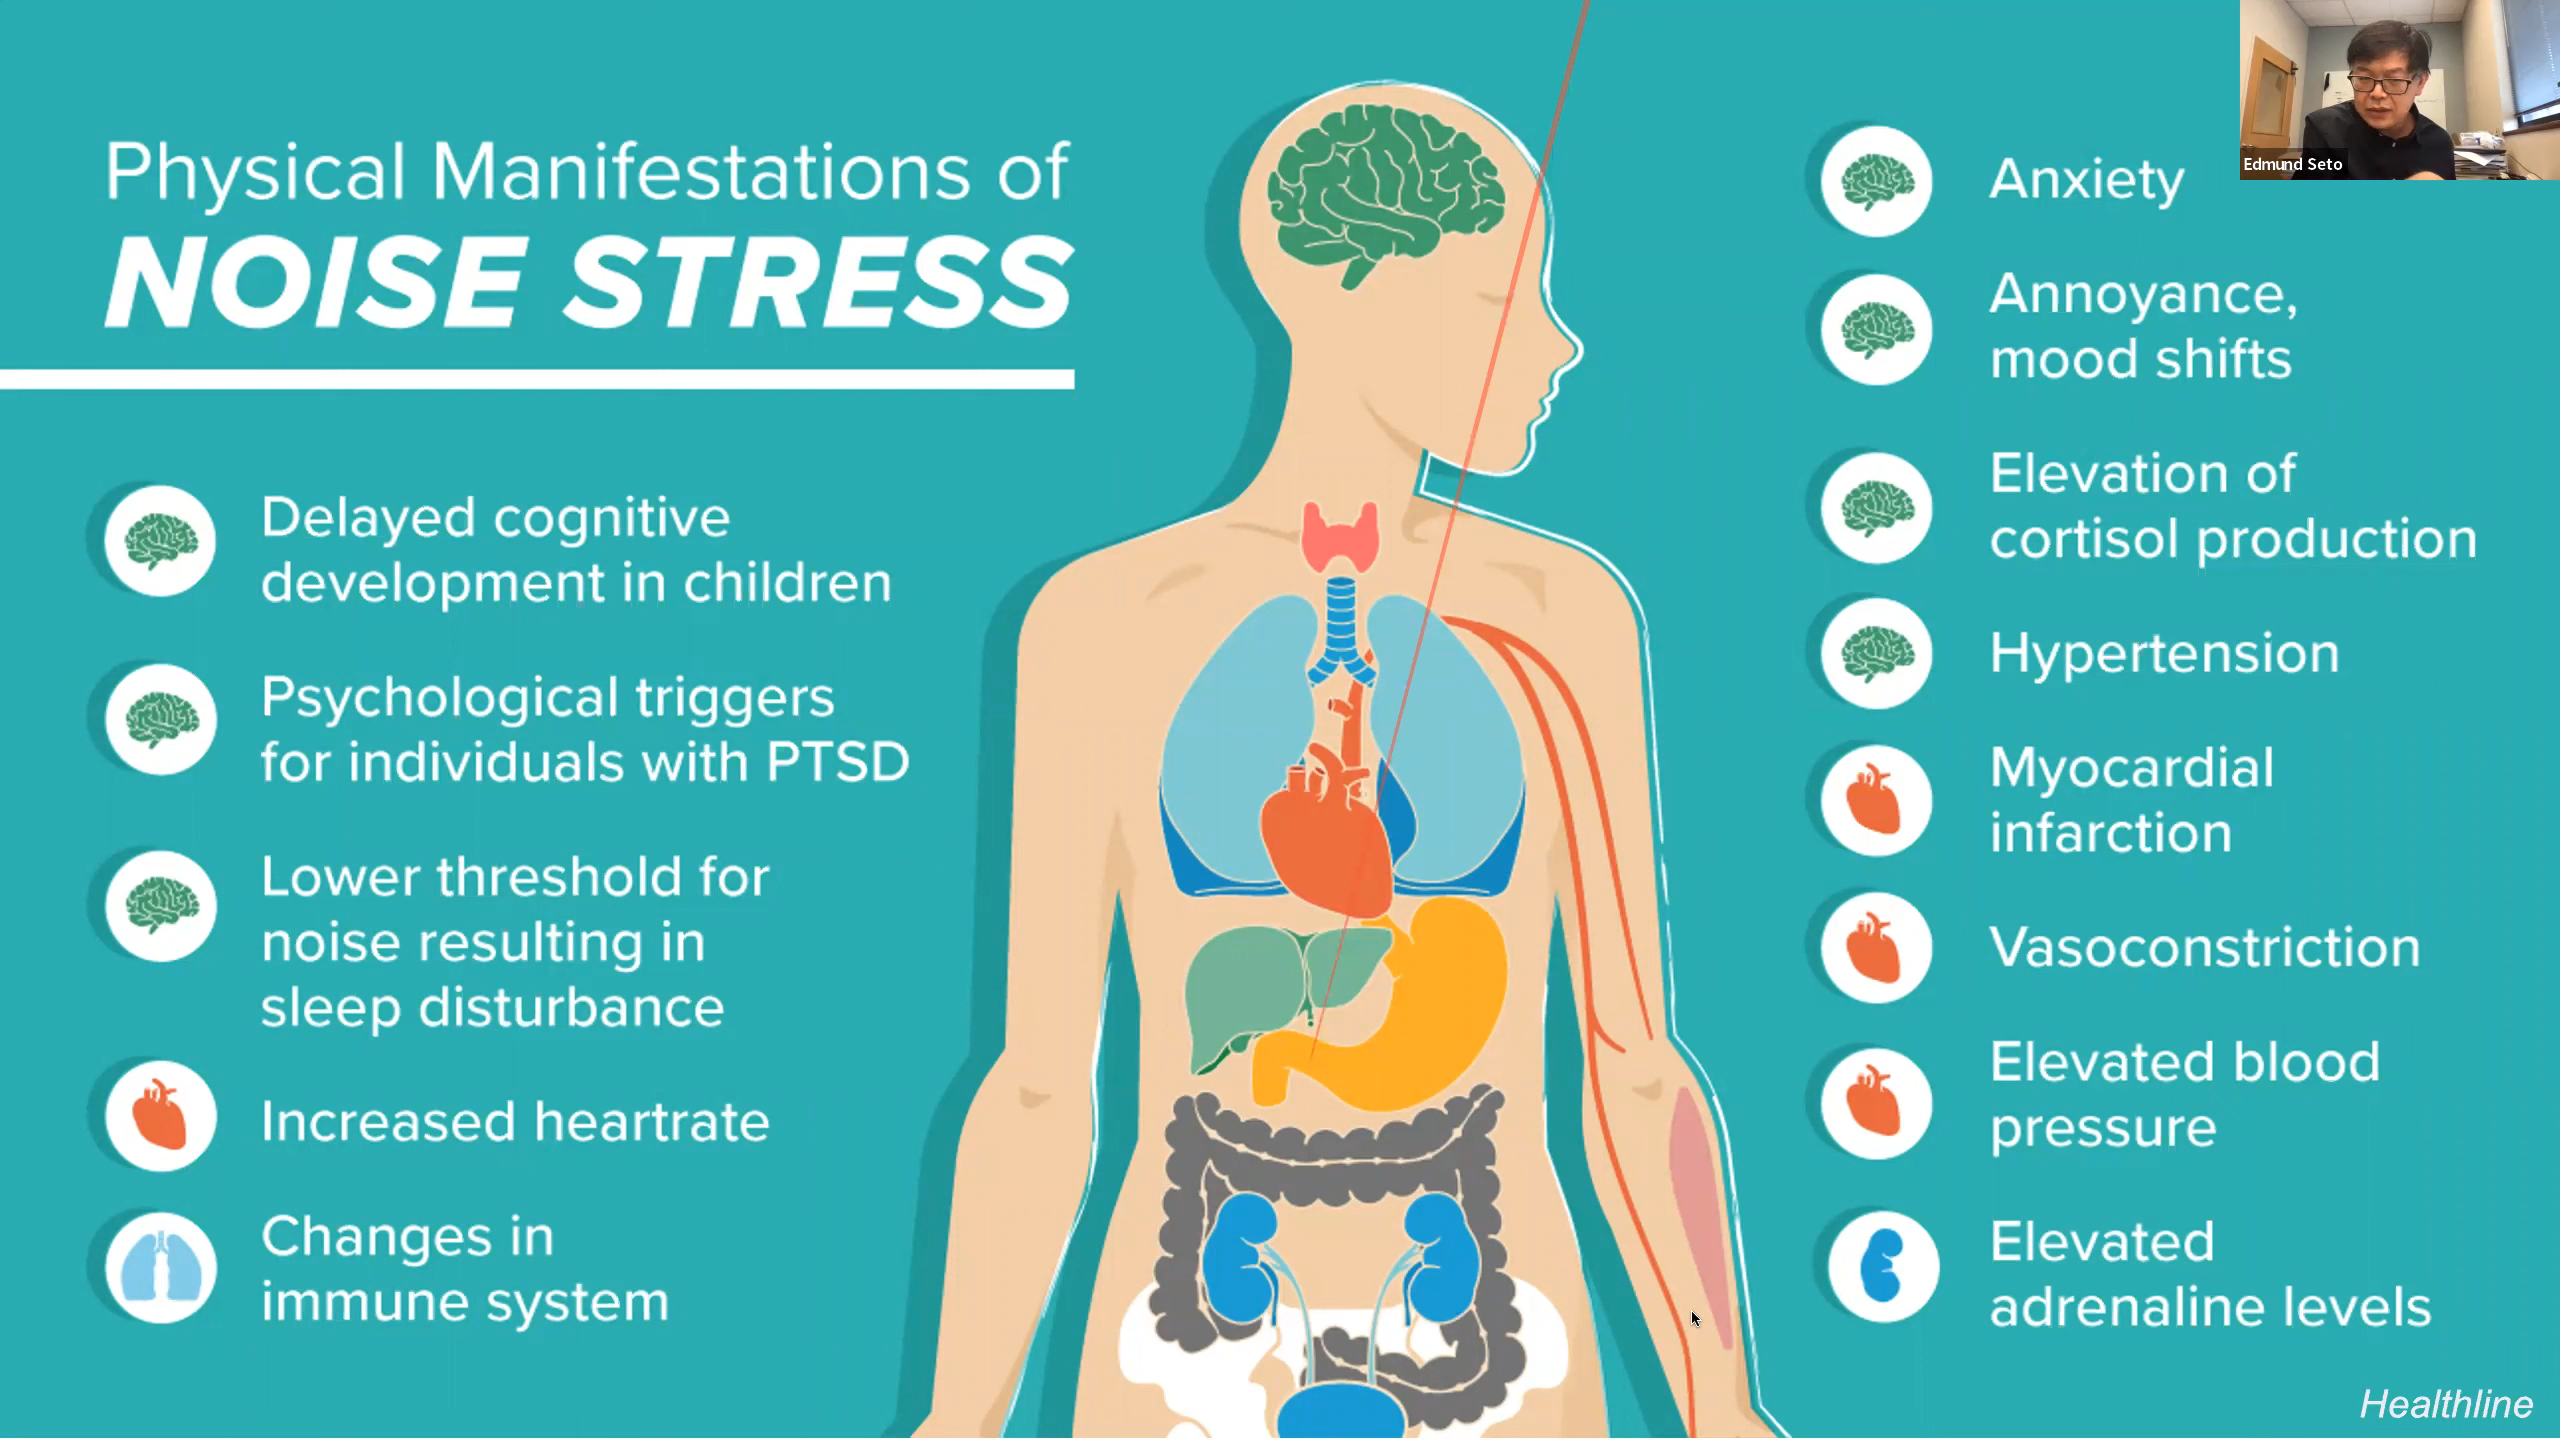 Physical Manifestations of
NOISE STRESS
Delayed cognitive
development in children
Psychological triggers
for individuals with PTSD
Lower threshold for
noise resulting in
sleep disturbance
Increased heartrate
Changes in
immune system
Anxiety
Annoyance,
mood shifts
Elevation of
cortisol production
Hypertension
Myocardial
infarction
Vasoconstriction
Elevated blood
pressure
Elevated
adrenaline levels
Edmund Seto
Healthline